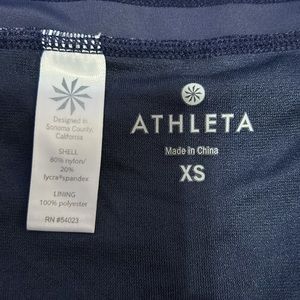 Designed in
Sonoma County,
California
SHELL
80% nylon/
20%
lycra®spandex
LINING
100% polyester
RN #54023
ATHLETA
Made in China
XS